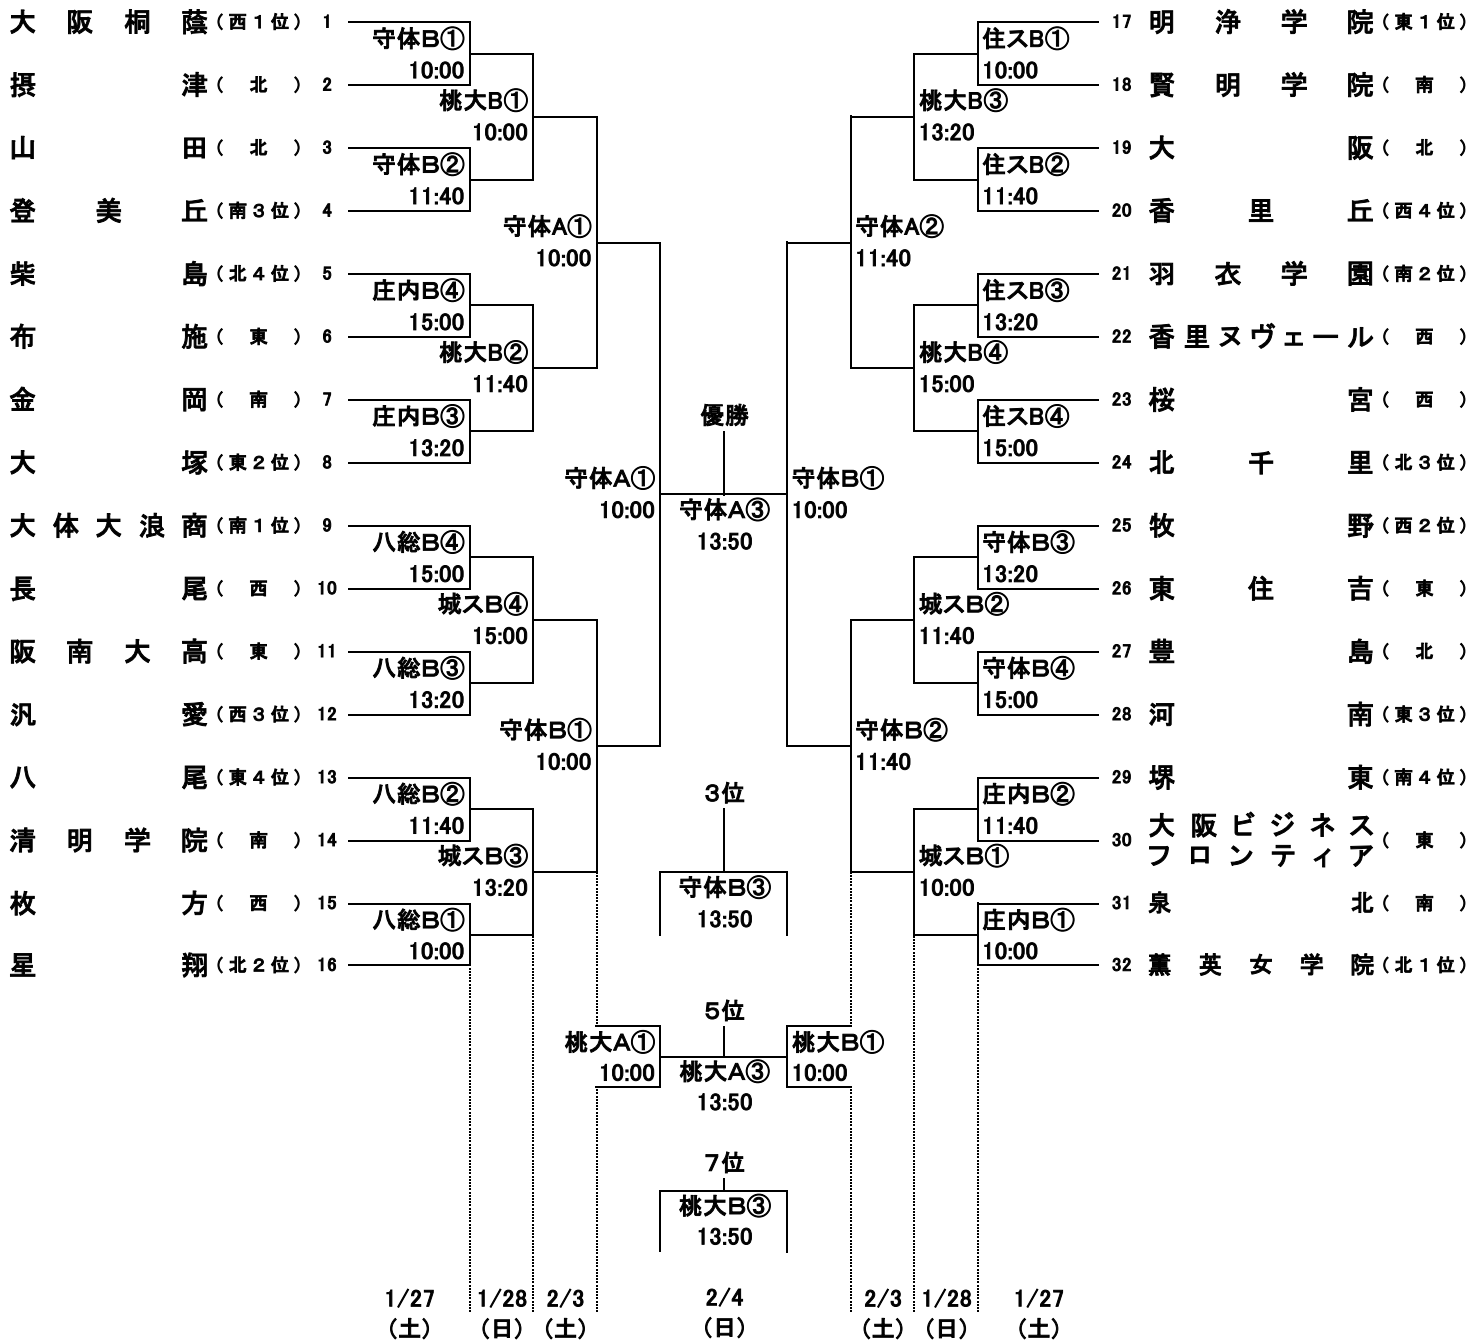 大阪桐蔭（西１位） 1
摂津（北） 2
山田（北） 3
登美丘（南３位） 4
柴島（北４位） 5
布施（東） 6
金岡（南） 7
大塚（東２位） 8
大体大浪商（南１位） 9
長尾（西） 10
阪南大高（東） 11
汎愛（西３位） 12
八尾（東４位） 13
清明学院（南） 14
枚方（西） 15
星翔（北２位） 16
守体B①
10:00
守体B②
11:40
庄内B④
15:00
庄内B③
13:20
八総B④
15:00
八総B③
13:20
八総B②
11:40
八総B①
10:00
桃大B①
10:00
桃大B②
11:40
城スB④
15:00
城スB③
13:20
守体A①
10:00
守体B①
10:00
守体A①
10:00
優勝
守体A③
13:50
３位
守体B③
13:50
５位
桃大A①
10:00
桃大A③
13:50
桃大B①
10:00
７位
桃大B③
13:50
守体B①
10:00
守体A②
11:40
守体B②
11:40
桃大B③
13:20
桃大B④
15:00
城スB②
11:40
城スB①
10:00
住スB①
10:00
住スB②
11:40
住スB③
13:20
住スB④
15:00
守体B③
13:20
守体B④
15:00
庄内B②
11:40
庄内B①
10:00
17 明浄学院（東１位）
18 賢明学院（南）
19 大阪（北）
20 香里丘（西４位）
21 羽衣学園（南２位）
22 香里ヌヴェール（西）
23 桜宮（西）
24 北千里（北３位）
25 牧野（西２位）
26 東住吉（東）
27 豊島（北）
28 河南（東３位）
29 堺東（南４位）
30 大阪ビジネス
フロンティア（東）
31 泉北（南）
32 薫英女学院（北１位）
1/27 1/28 2/3 2/4 2/3 1/28 1/27
（土） （日） （土） （日） （土） （日） （土）